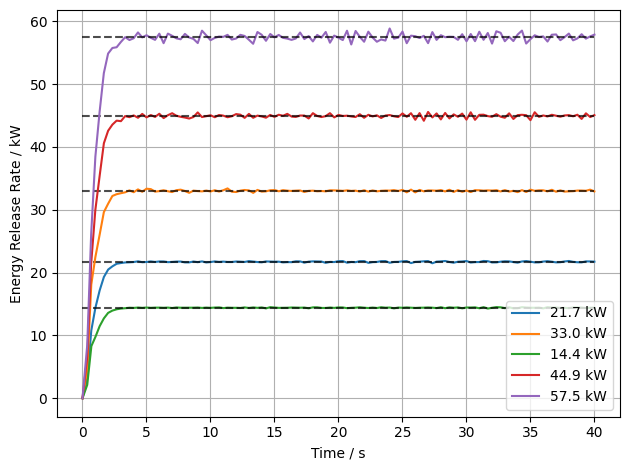 Energy Release Rate / kW
60
50
40
30
20
10
0
21.7 kW
33.0 kW
14.4 kW
44.9 kW
57.5 kW
0 5 10 15 20 25 30 35 40
Time / s